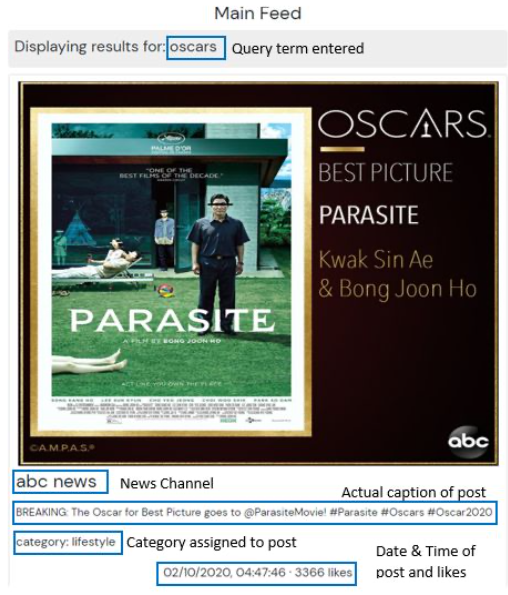 Main Feed
Displaying results for: oscars Query term entered
PALME D'OR
"ONE OF THE
BEST FILMS OF THE DECADE."
PARASITE
A FILM BY BONG JOON HO
ACT LIKE YOU OWN THE PLACE
OSCARS
BEST PICTURE
PARASITE
Kwak Sin Ae
& Bong Joon Ho
©A.M.P.A.S.®
abc
abc news News Channel
Actual caption of post
BREAKING: The Oscar for Best Picture goes to @ParasiteMovie! #Parasite #Oscars #Oscar2020
category: lifestyle Category assigned to post
Date & Time of
post and likes
02/10/2020, 04:47:46 · 3366 likes